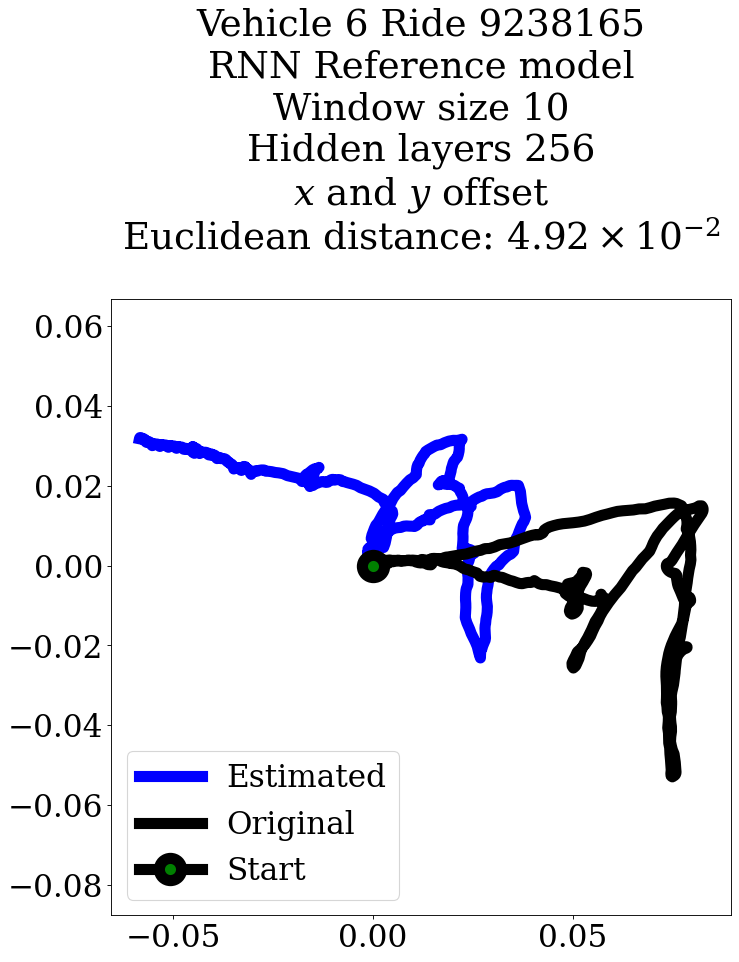 Vehicle 6 Ride 9238165
RNN Reference model
Window size 10
Hidden layers 256
x and y offset
Euclidean distance: 4.92 × 10⁻²
0.06
0.04
0.02
0.00
−0.02
−0.04
−0.06
−0.08
Estimated
Original
Start
−0.05 0.00 0.05